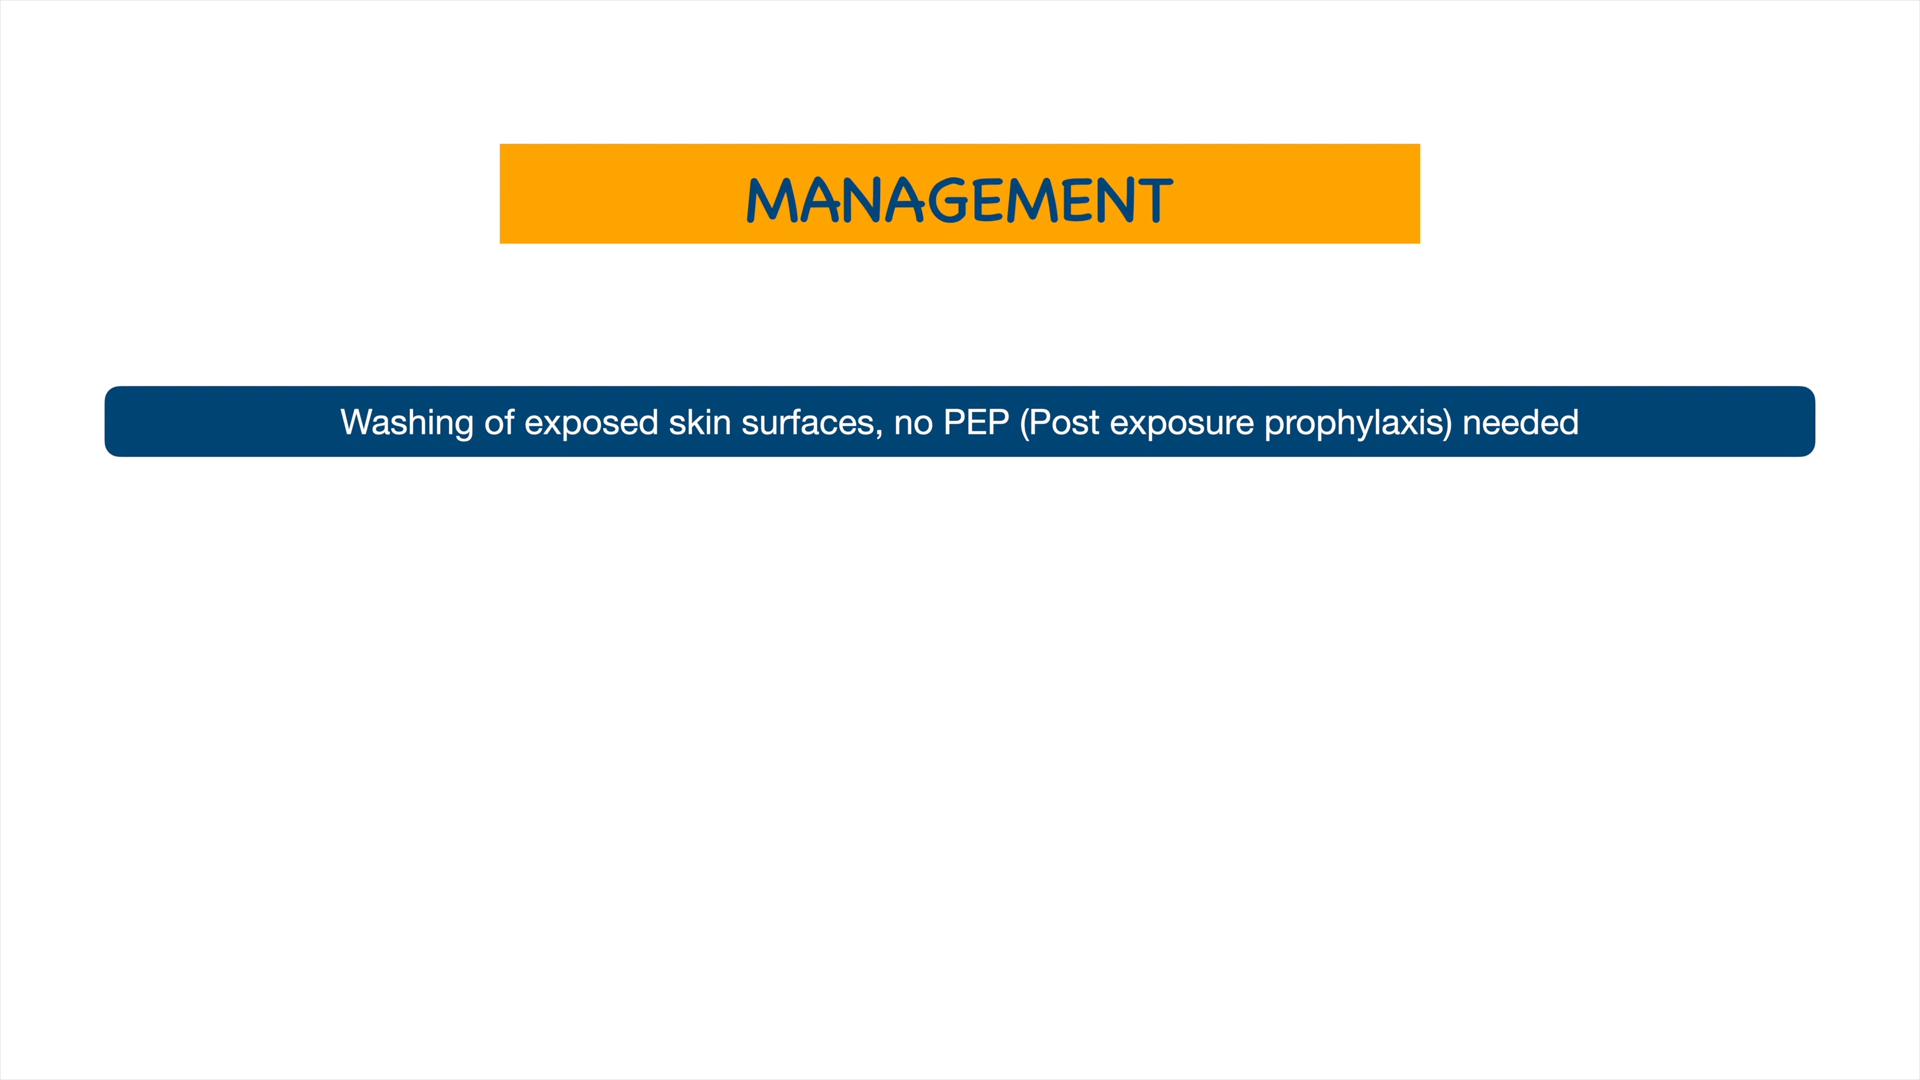 MANAGEMENT
Washing of exposed skin surfaces, no PEP (Post exposure prophylaxis) needed